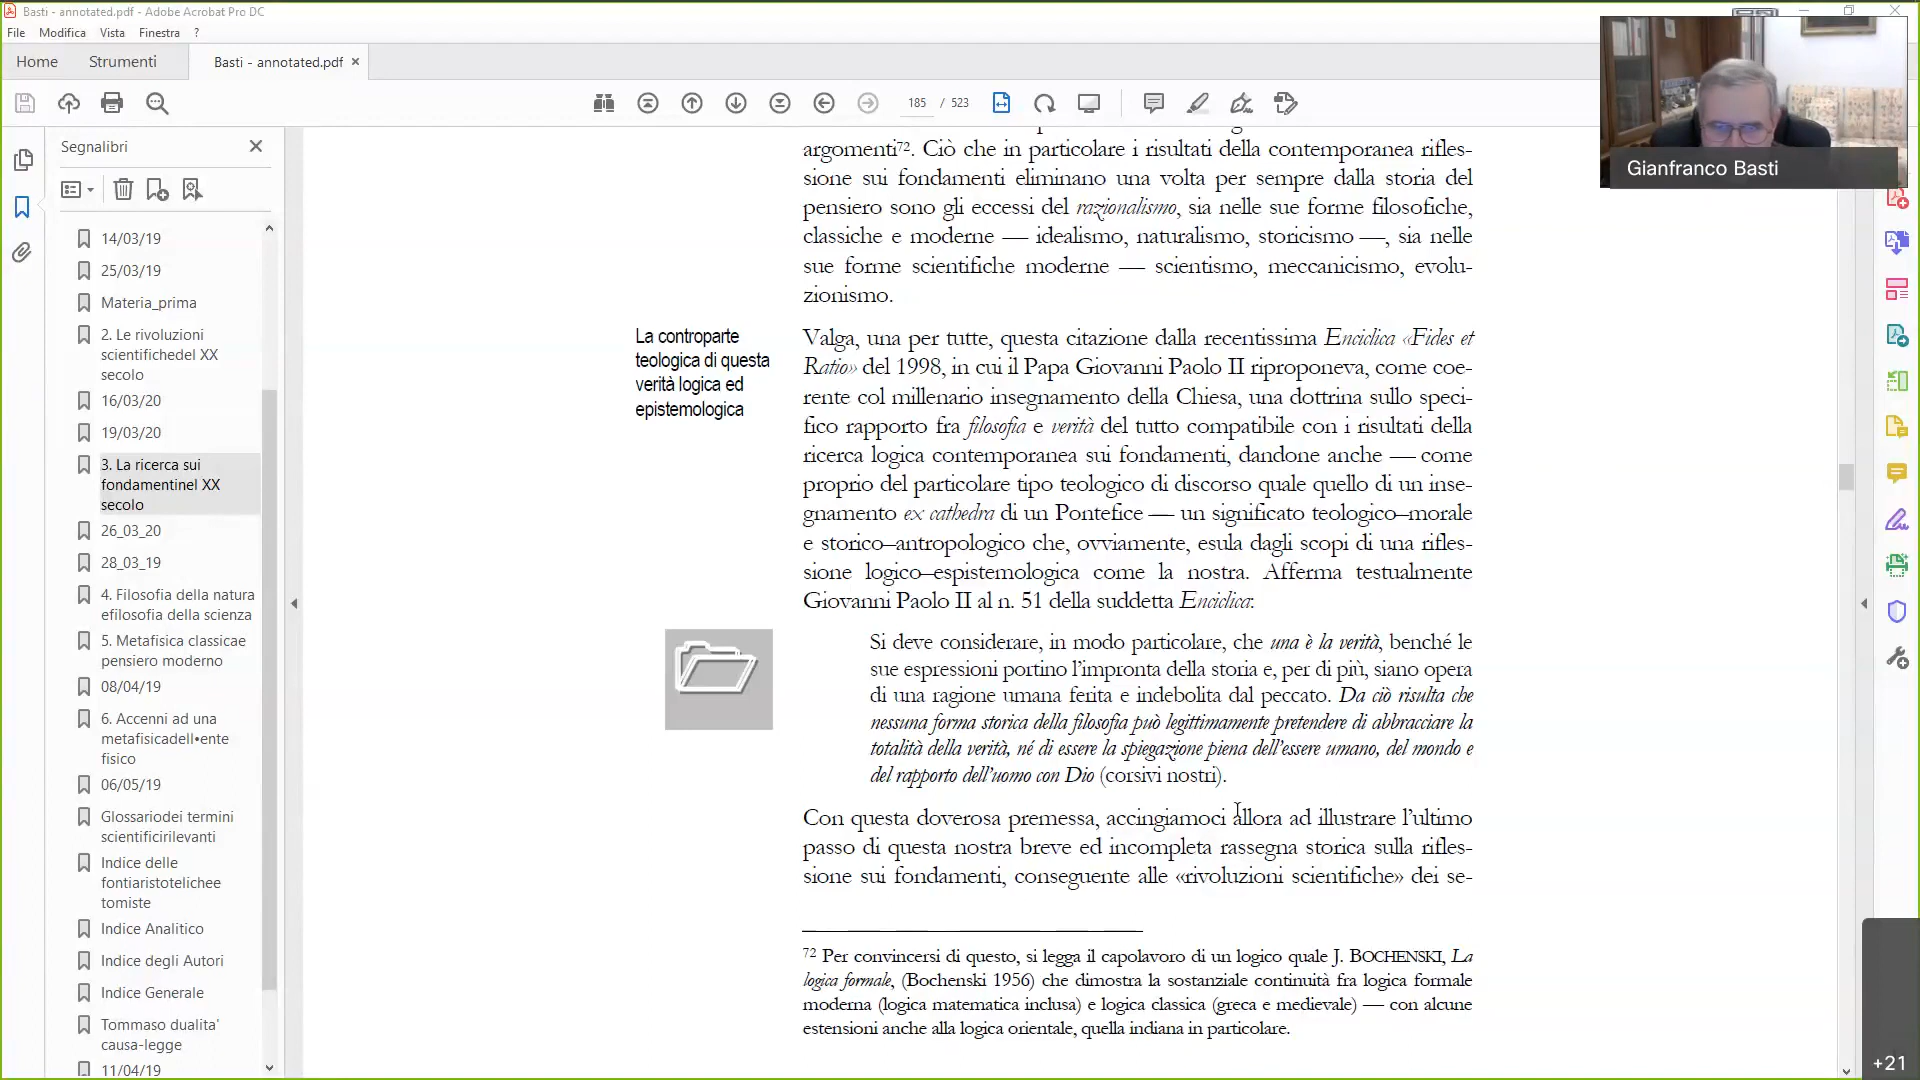 Basti - annotated.pdf - Adobe Acrobat Pro DC
File Modifica Vista Finestra ?
Home Strumenti Basti - annotated.pdf ×
185 / 523
Gianfranco Basti
Segnalibri
14/03/19
25/03/19
Materia_prima
2. Le rivoluzioni
scientifichedel XX
secolo
16/03/20
19/03/20
3. La ricerca sui
fondamentinel XX
secolo
26_03_20
28_03_19
4. Filosofia della natura
efilosofia della scienza
5. Metafisica classicae
pensiero moderno
08/04/19
6. Accenni ad una
metafisicadell•ente
fisico
06/05/19
Glossariodei termini
scientificirilevanti
Indice delle
fontiaristotelichee
tomiste
Indice Analitico
Indice degli Autori
Indice Generale
Tommaso dualita'
causa-legge
11/04/19
argomenti72. Ciò che in particolare i risultati della contemporanea rifles-
sione sui fondamenti eliminano una volta per sempre dalla storia del
pensiero sono gli eccessi del razionalismo, sia nelle sue forme filosofiche,
classiche e moderne — idealismo, naturalismo, storicismo —, sia nelle
sue forme scientifiche moderne — scientismo, meccanicismo, evolu-
zionismo.
La controparte
teologica di questa
verità logica ed
epistemologica
Valga, una per tutte, questa citazione dalla recentissima Enciclica «Fides et
Ratio» del 1998, in cui il Papa Giovanni Paolo II riproponeva, come coe-
rente col millenario insegnamento della Chiesa, una dottrina sullo speci-
fico rapporto fra filosofia e verità del tutto compatibile con i risultati della
ricerca logica contemporanea sui fondamenti, dandone anche — come
proprio del particolare tipo teologico di discorso quale quello di un inse-
gnamento ex cathedra di un Pontefice — un significato teologico–morale
e storico–antropologico che, ovviamente, esula dagli scopi di una rifles-
sione logico–epistemologica come la nostra. Afferma testualmente
Giovanni Paolo II al n. 51 della suddetta Enciclica:
Si deve considerare, in modo particolare, che una è la verità, benché le
sue espressioni portino l'impronta della storia e, per di più, siano opera
di una ragione umana ferita e indebolita dal peccato. Da ciò risulta che
nessuna forma storica della filosofia può legittimamente pretendere di abbracciare la
totalità della verità, né di essere la spiegazione piena dell'essere umano, del mondo e
del rapporto dell'uomo con Dio (corsivi nostri).
Con questa doverosa premessa, accingiamoci allora ad illustrare l'ultimo
passo di questa nostra breve ed incompleta rassegna storica sulla rifles-
sione sui fondamenti, conseguente alle «rivoluzioni scientifiche» dei se-
72 Per convincersi di questo, si legga il capolavoro di un logico quale J. BOCHENSKI, La
logica formale, (Bochenski 1956) che dimostra la sostanziale continuità fra logica formale
moderna (logica matematica inclusa) e logica classica (greca e medievale) — con alcune
estensioni anche alla logica orientale, quella indiana in particolare.
+21